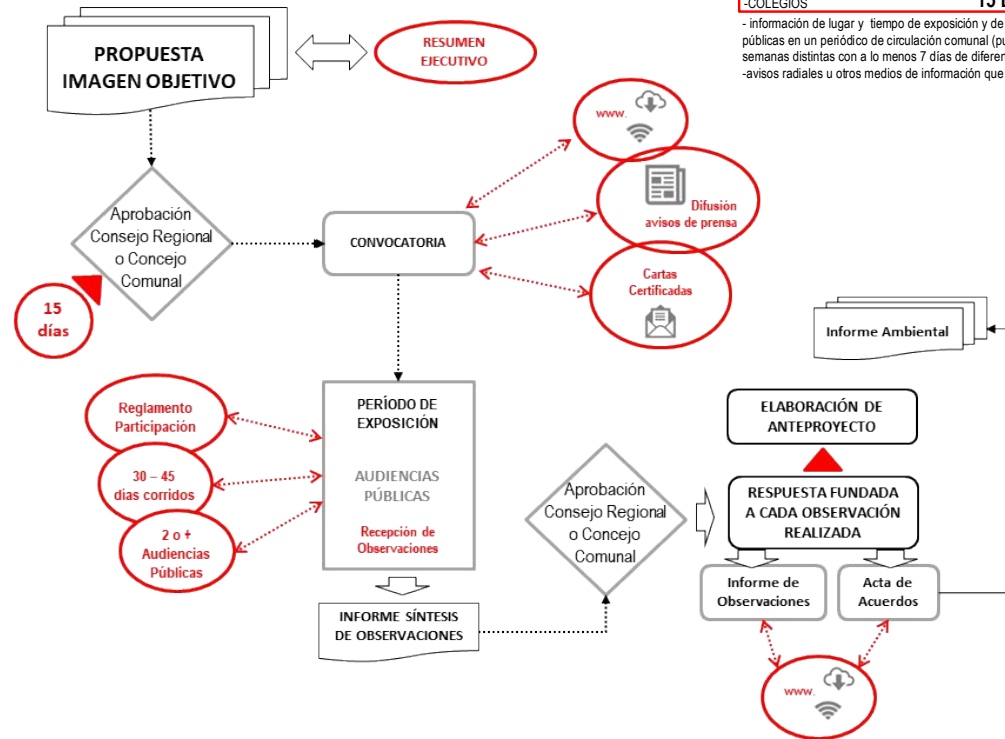 -COLEGIOS
- información de lugar y tiempo de exposición y de
públicas en un periódico de circulación comunal
semanas distintas con a lo menos 7 días de
-avisos radiales u otros medios de información que
PROPUESTA
IMAGEN OBJETIVO
RESUMEN
EJECUTIVO
www.
Difusión
avisos de prensa
Cartas
Certificadas
Aprobación
Consejo Regional
o Concejo
Comunal
CONVOCATORIA
15
días
Informe Ambiental
Reglamento
Participación
30 – 45
dias corridos
2 o +
Audiencias
Públicas
PERÍODO DE
EXPOSICIÓN
AUDIENCIAS
PÚBLICAS
Recepción de
Observaciones
INFORME SÍNTESIS
DE OBSERVACIONES
Aprobación
Consejo Regional
o Concejo
Comunal
ELABORACIÓN DE
ANTEPROYECTO
RESPUESTA FUNDADA
A CADA OBSERVACIÓN
REALIZADA
Informe de
Observaciones
Acta de
Acuerdos
www.